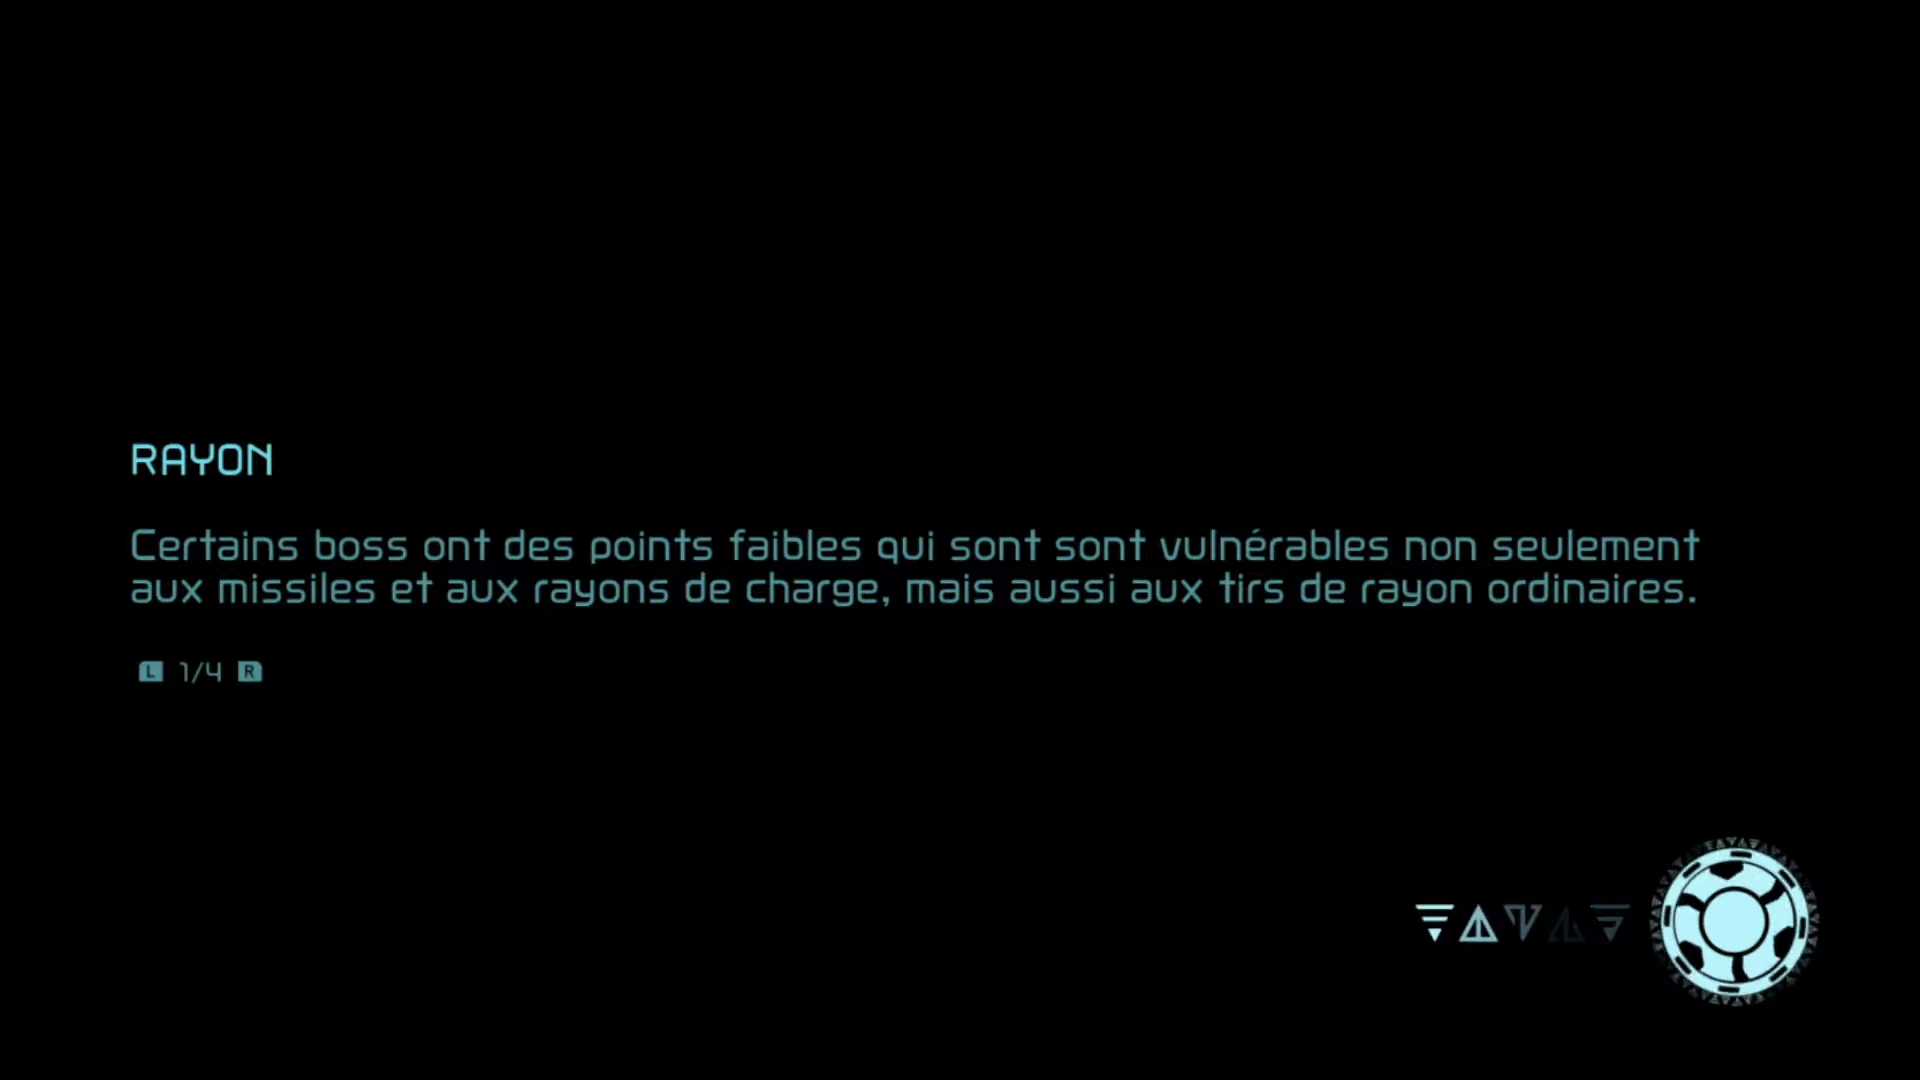 RAYON
Certains boss ont des points faibles qui sont sont vulnérables non seulement
aux missiles et aux rayons de charge, mais aussi aux tirs de rayon ordinaires.
L 1/4 R